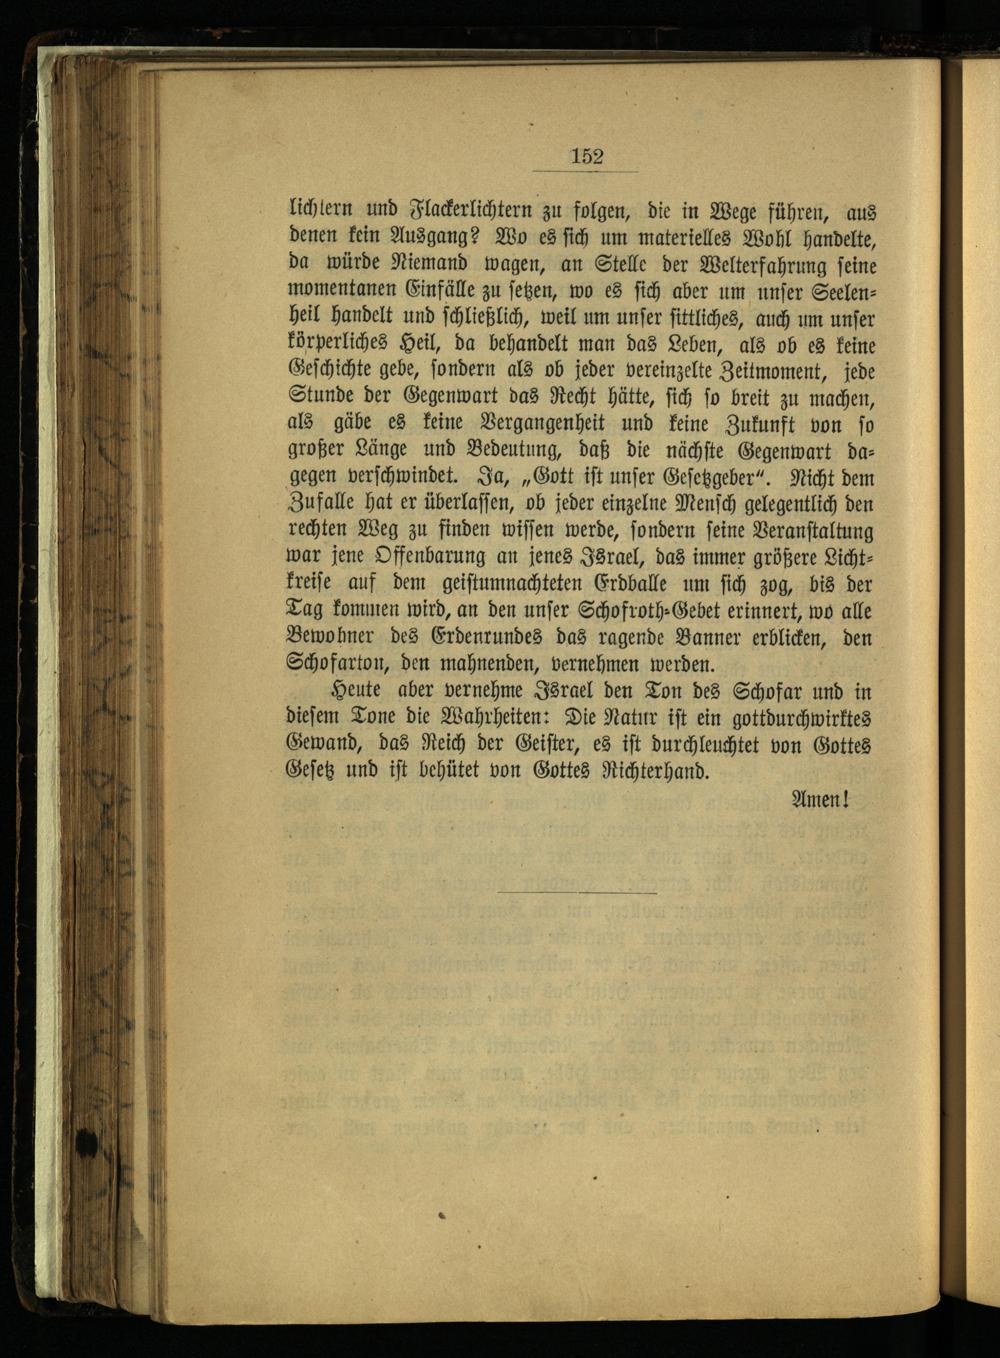 152
lichtern und Flackerlichtern zu folgen, die in Wege führen, aus
denen kein Ausgang? Wo es sich um materielles Wohl handelte,
da würde Niemand wagen, an Stelle der Welterfahrung seine
momentanen Einfälle zu setzen, wo es sich aber um unser Seelen-
heil handelt und schließlich, weil um unser sittliches, auch um unser
körperliches Heil, da behandelt man das Leben, als ob es keine
Geschichte gebe, sondern als ob jeder vereinzelte Zeitmoment, jede
Stunde der Gegenwart das Recht hätte, sich so breit zu machen,
als gäbe es keine Vergangenheit und keine Zukunft von so
großer Länge und Bedeutung, daß die nächste Gegenwart da-
gegen verschwindet. Ja, „Gott ist unser Gesetzgeber“. Nicht dem
Zufalle hat er überlassen, ob jeder einzelne Mensch gelegentlich den
rechten Weg zu finden wissen werde, sondern seine Veranstaltung
war jene Offenbarung an jenes Israel, das immer größere Licht-
kreise auf dem geistumnachteten Erdballe um sich zog, bis der
Tag kommen wird, an den unser Schofroth-Gebet erinnert, wo alle
Bewohner des Erdenrundes das ragende Banner erblicken, den
Schofarton, den mahnenden, vernehmen werden.
Heute aber vernehme Israel den Ton des Schofar und in
diesem Tone die Wahrheiten: Die Natur ist ein gottdurchwirktes
Gewand, das Reich der Geister, es ist durchleuchtet von Gottes
Gesetz und ist behütet von Gottes Richterhand.
Amen!